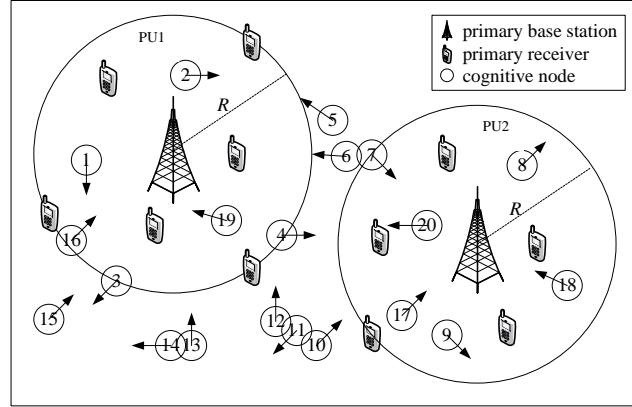 PU1
primary base station
primary receiver
cognitive node
2
R
5
1
6
7
PU2
8
R
19
20
16
4
3
18
15
17
12
11
10
9
14
13